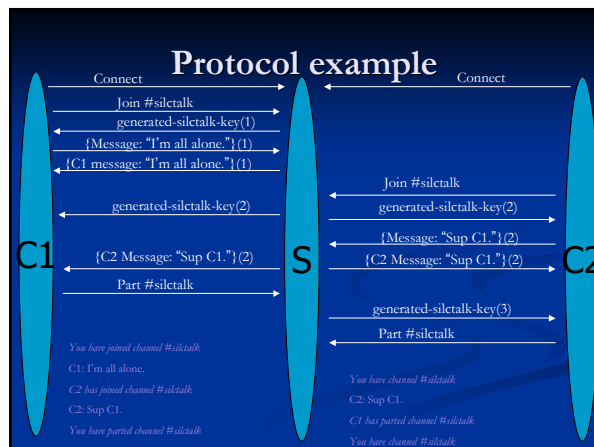 Protocol example
Connect
Connect
Join #silctalk
generated-silctalk-key(1)
{Message: “I’m all alone.”}(1)
{C1 message: “I’m all alone.”}(1)
Join #silctalk
generated-silctalk-key(2)
generated-silctalk-key(2)
{Message: “Sup C1.”}(2)
C1
S
C2
{C2 Message: “Sup C1.”}(2)
{C2 Message: “Sup C1.”}(2)
Part #silctalk
generated-silctalk-key(3)
Part #silctalk
You have joined channel #silctalk
C1: I’m all alone.
C2 has joined channel #silctalk
C2: Sup C1.
You have parted channel #silctalk
You have joined channel #silctalk
C2: Sup C1.
C1 has parted channel #silctalk
You have channel #silctalk